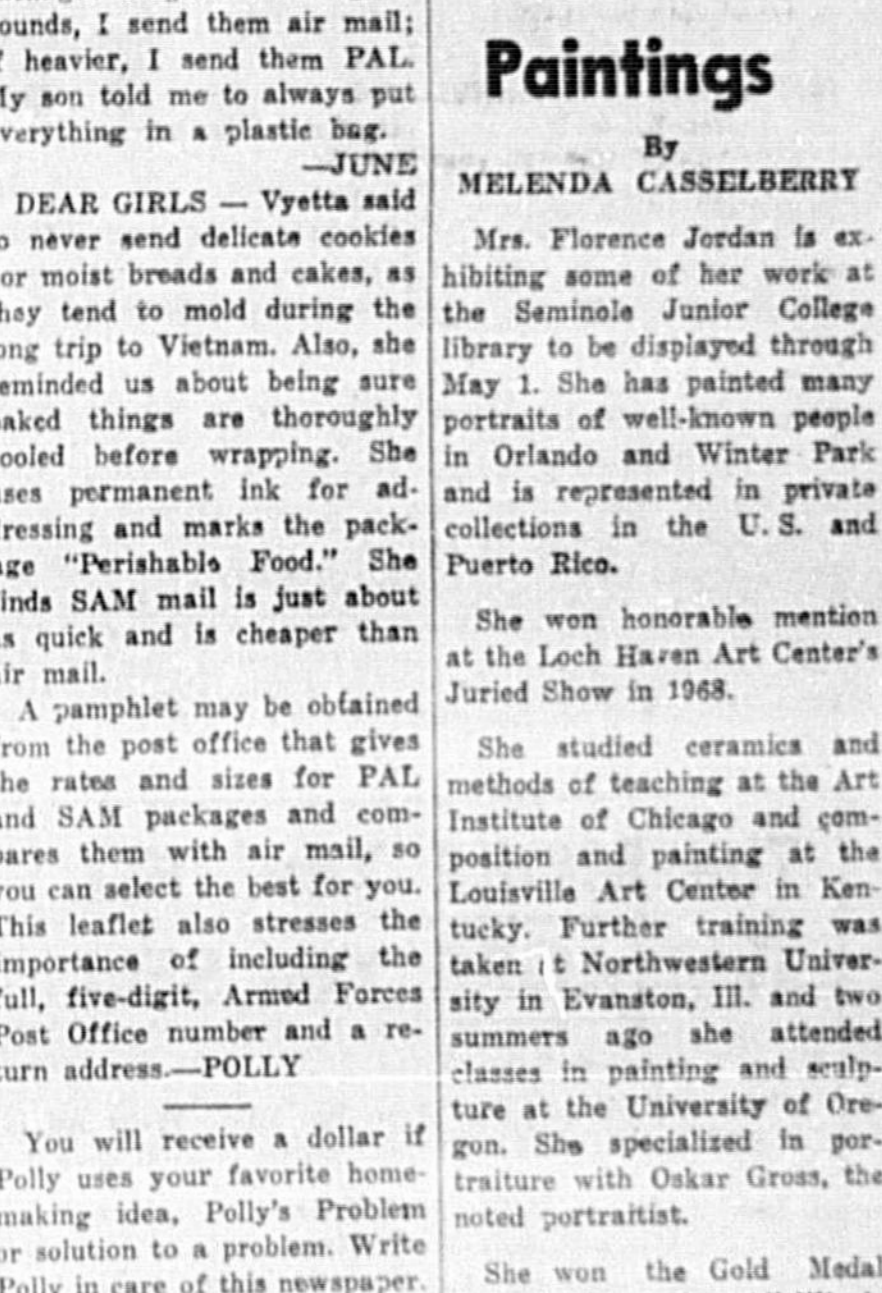 ounds, I send them air mail;
f heavier, I send them PAL.
My son told me to always put
verything in a plastic bag.
—JUNE
DEAR GIRLS — Vyetta said
o never send delicate cookies
or moist breads and cakes, as
hey tend to mold during the
ong trip to Vietnam. Also, she
eminded us about being sure
aked things are thoroughly
ooled before wrapping. She
ses permanent ink for ad-
ressing and marks the pack-
age "Perishable Food." She
inds SAM mail is just about
as quick and is cheaper than
air mail.
A pamphlet may be obtained
from the post office that gives
the rates and sizes for PAL
and SAM packages and com-
pares them with air mail, so
you can select the best for you.
This leaflet also stresses the
importance of including the
full, five-digit, Armed Forces
Post Office number and a re-
turn address.—POLLY
You will receive a dollar if
Polly uses your favorite home-
making idea, Polly's Problem
or solution to a problem. Write
Polly in care of this newspaper.
Paintings
By
MELENDA CASSELBERRY
Mrs. Florence Jordan is ex-
hibiting some of her work at
the Seminole Junior College
library to be displayed through
May 1. She has painted many
portraits of well-known people
in Orlando and Winter Park
and is represented in private
collections in the U. S. and
Puerto Rico.
She won honorable mention
at the Loch Haven Art Center's
Juried Show in 1968.
She studied ceramics and
methods of teaching at the Art
Institute of Chicago and com-
position and painting at the
Louisville Art Center in Ken-
tucky. Further training was
taken at Northwestern Univer-
sity in Evanston, Ill. and two
summers ago she attended
classes in painting and sculp-
ture at the University of Ore-
gon. She specialized in por-
traiture with Oskar Gross, the
noted portraitist.
She won the Gold Medal